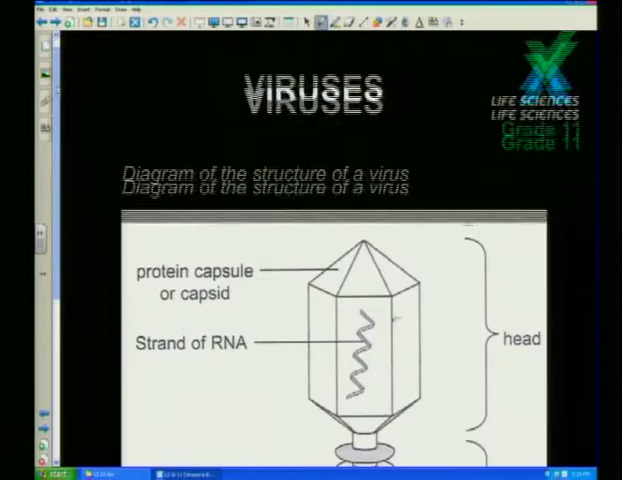 VIRUSES
LIFE SCIENCES
Grade 11
Diagram of the structure of a virus
protein capsule
or capsid
Strand of RNA
head
start